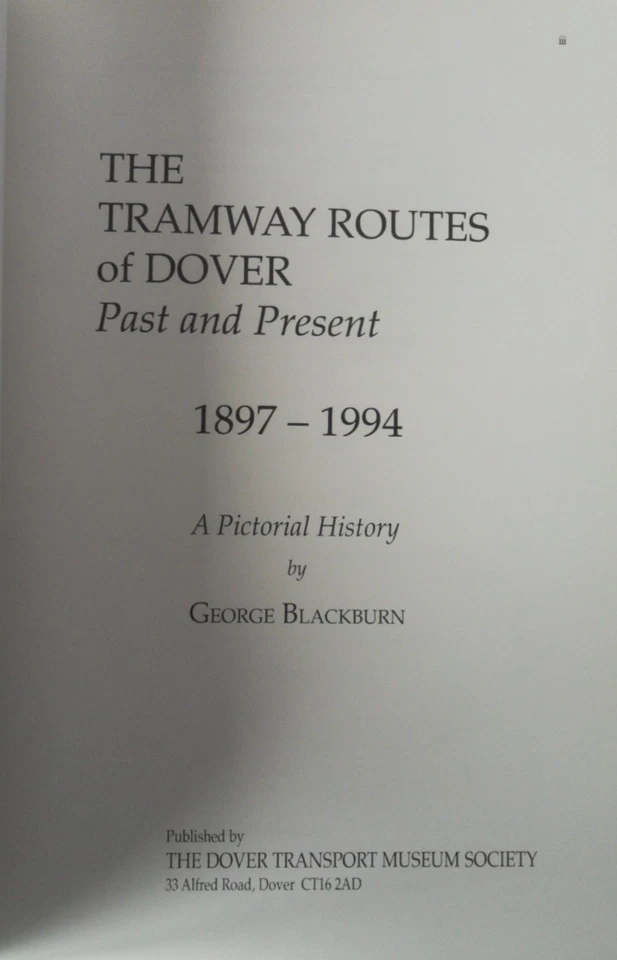 iii
THE
TRAMWAY ROUTES
of DOVER
Past and Present
1897 – 1994
A Pictorial History
by
GEORGE BLACKBURN
Published by
THE DOVER TRANSPORT MUSEUM SOCIETY
33 Alfred Road, Dover CT16 2AD